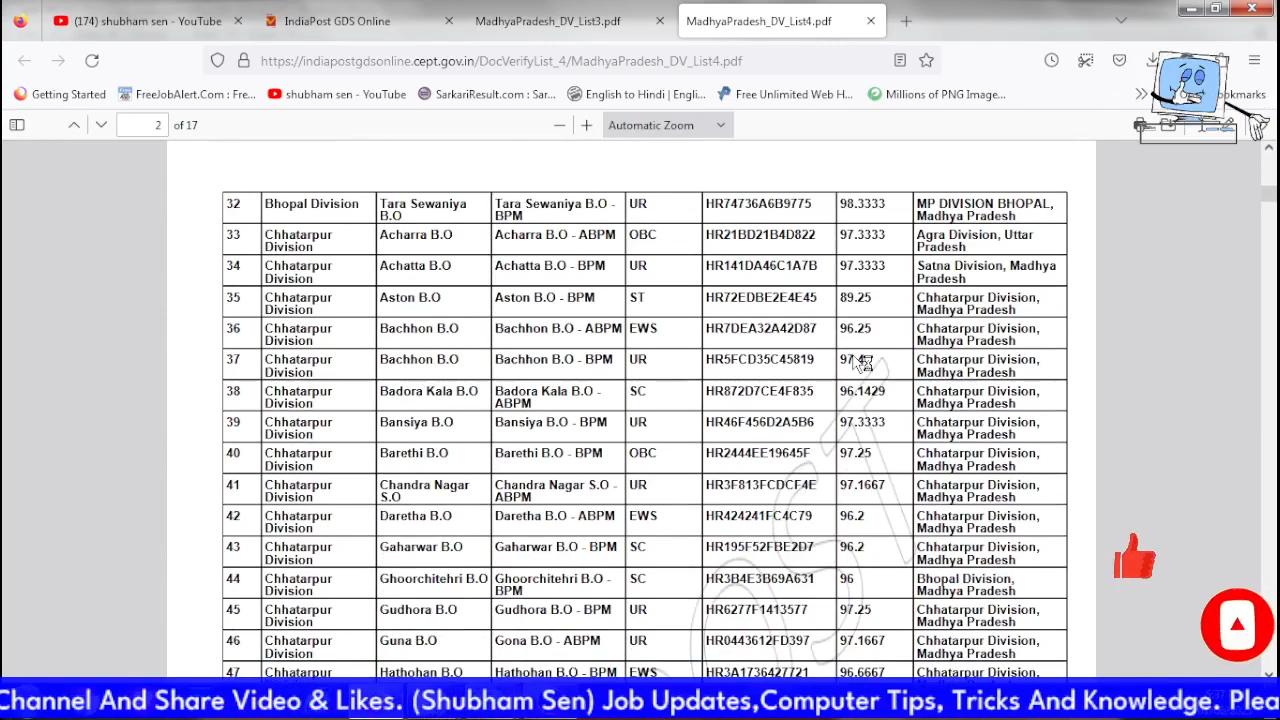 (174) shubham sen - YouTube
IndiaPost GDS Online
MadhyaPradesh_DV_List3.pdf
MadhyaPradesh_DV_List4.pdf
https://indiapostgdsonline.cept.gov.in/DocVerifyList_4/MadhyaPradesh_DV_List4.pdf
Getting Started
FreeJobAlert.Com : Fre...
shubham sen - YouTube
SarkariResult.com : Sar...
English to Hindi | Engli...
Free Unlimited Web H...
Millions of PNG Image...
2 of 17
Automatic Zoom
32 Bhopal Division Tara Sewaniya B.O Tara Sewaniya B.O - BPM UR HR74736A6B9775 98.3333 MP DIVISION BHOPAL, Madhya Pradesh
33 Chhatarpur Division Acharra B.O Acharra B.O - ABPM OBC HR21BD21B4D822 97.3333 Agra Division, Uttar Pradesh
34 Chhatarpur Division Achatta B.O Achatta B.O - BPM UR HR141DA46C1A7B 97.3333 Satna Division, Madhya Pradesh
35 Chhatarpur Division Aston B.O Aston B.O - BPM ST HR72EDBE2E4E45 89.25 Chhatarpur Division, Madhya Pradesh
36 Chhatarpur Division Bachhon B.O Bachhon B.O - ABPM EWS HR7DEA32A42D87 96.25 Chhatarpur Division, Madhya Pradesh
37 Chhatarpur Division Bachhon B.O Bachhon B.O - BPM UR HR5FCD35C45819 Chhatarpur Division, Madhya Pradesh
38 Chhatarpur Division Badora Kala B.O Badora Kala B.O - ABPM SC HR872D7CE4F835 96.1429 Chhatarpur Division, Madhya Pradesh
39 Chhatarpur Division Bansiya B.O Bansiya B.O - BPM UR HR46F456D2A5B6 97.3333 Chhatarpur Division, Madhya Pradesh
40 Chhatarpur Division Barethi B.O Barethi B.O - BPM OBC HR2444EE19645F 97.25 Chhatarpur Division, Madhya Pradesh
41 Chhatarpur Division Chandra Nagar S.O Chandra Nagar S.O - ABPM UR HR3F813FCDCF4E 97.1667 Chhatarpur Division, Madhya Pradesh
42 Chhatarpur Division Daretha B.O Daretha B.O - ABPM EWS HR424241FC4C79 96.2 Chhatarpur Division, Madhya Pradesh
43 Chhatarpur Division Gaharwar B.O Gaharwar B.O - BPM SC HR195F52FBE2D7 96.2 Chhatarpur Division, Madhya Pradesh
44 Chhatarpur Division Ghoorchitehri B.O Ghoorchitehri B.O - BPM SC HR3B4E3B69A631 96 Bhopal Division, Madhya Pradesh
45 Chhatarpur Division Gudhora B.O Gudhora B.O - BPM UR HR6277F1413577 97.25 Chhatarpur Division, Madhya Pradesh
46 Chhatarpur Division Guna B.O Gona B.O - ABPM UR HR0443612FD397 97.1667 Chhatarpur Division, Madhya Pradesh
47 Chhatarpur Hathohan B.O Hathohan B.O - BPM EWS HR3A1736427721 96.6667 Chhatarpur Division,
Channel And Share Video & Likes. (Shubham Sen) Job Updates,Computer Tips, Tricks And Knowledge. Plea